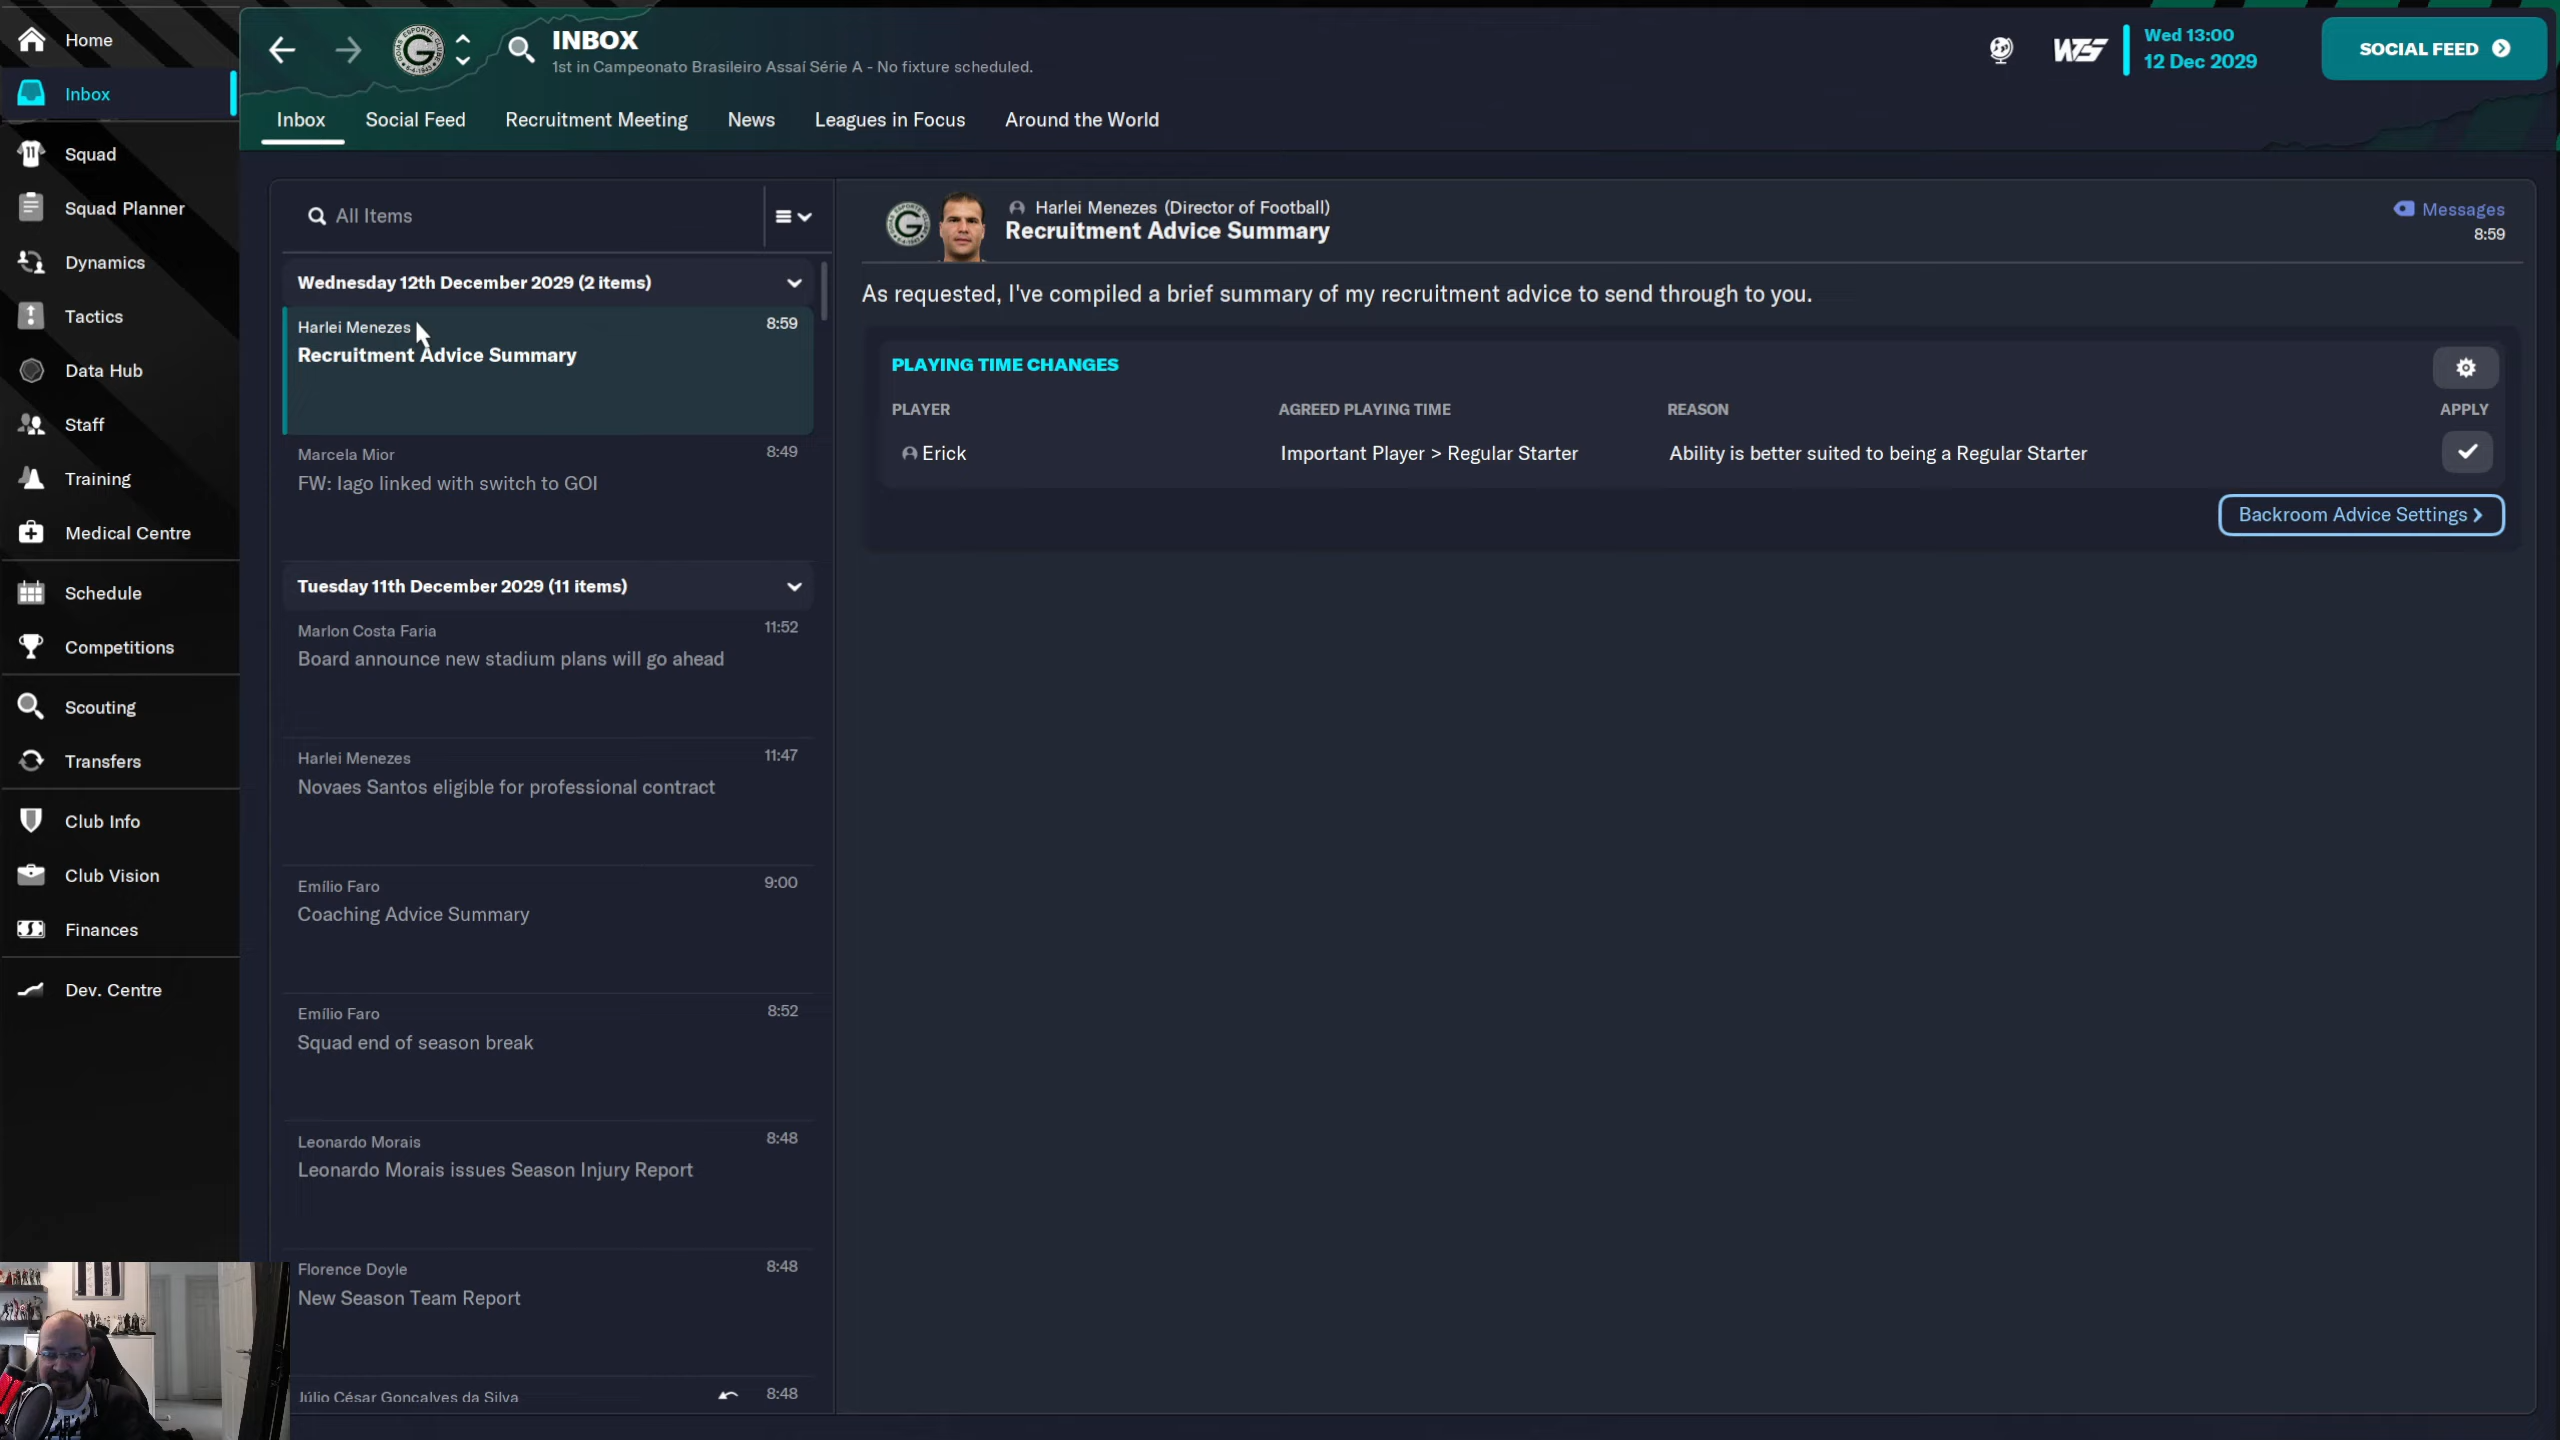 Home
Inbox
Squad
Squad Planner
Dynamics
Tactics
Data Hub
Staff
Training
Medical Centre
Schedule
Competitions
Scouting
Transfers
Club Info
Club Vision
Finances
Dev. Centre
INBOX
1st in Campeonato Brasileiro Assaí Série A - No fixture scheduled.
Wed 13:00
12 Dec 2029
SOCIAL FEED
Inbox Social Feed Recruitment Meeting News Leagues in Focus Around the World
All Items
Wednesday 12th December 2029 (2 items)
Harlei Menezes 8:59
Recruitment Advice Summary
Marcela Mior 8:49
FW: Iago linked with switch to GOI
Tuesday 11th December 2029 (11 items)
Marlon Costa Faria 11:52
Board announce new stadium plans will go ahead
Harlei Menezes 11:47
Novaes Santos eligible for professional contract
Emílio Faro 9:00
Coaching Advice Summary
Emílio Faro 8:52
Squad end of season break
Leonardo Morais 8:48
Leonardo Morais issues Season Injury Report
Florence Doyle 8:48
New Season Team Report
Júlio César Gonçalves da Silva 8:48
Harlei Menezes (Director of Football)
Recruitment Advice Summary
Messages
8:59
As requested, I've compiled a brief summary of my recruitment advice to send through to you.
PLAYING TIME CHANGES
PLAYER AGREED PLAYING TIME REASON APPLY
Erick Important Player > Regular Starter Ability is better suited to being a Regular Starter
Backroom Advice Settings >